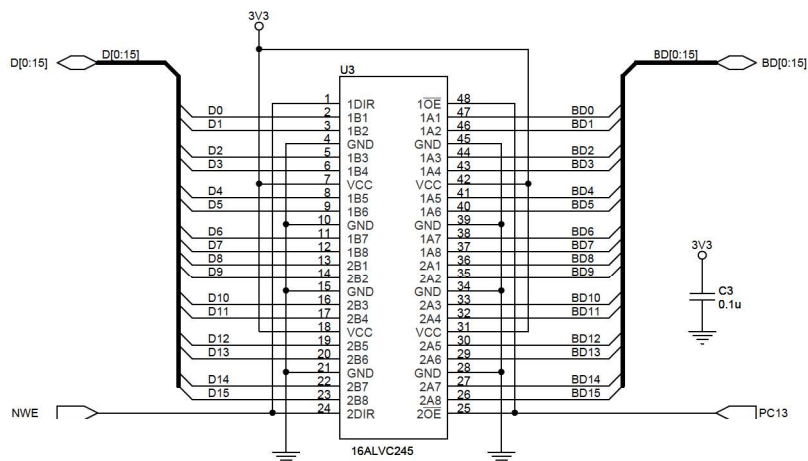 3V3
D[0:15] D[0:15] BD[0:15] BD[0:15]
U3
1 1DIR 1OE 48
D0 2 1B1 1A1 47 BD0
D1 3 1B2 1A2 46 BD1
4 GND GND 45
D2 5 1B3 1A3 44 BD2
D3 6 1B4 1A4 43 BD3
7 VCC VCC 42
D4 8 1B5 1A5 41 BD4
D5 9 1B6 1A6 40 BD5
10 GND GND 39
D6 11 1B7 1A7 38 BD6
D7 12 1B8 1A8 37 BD7
D8 13 2B1 2A1 36 BD8
D9 14 2B2 2A2 35 BD9
15 GND GND 34
D10 16 2B3 2A3 33 BD10
D11 17 2B4 2A4 32 BD11
18 VCC VCC 31
D12 19 2B5 2A5 30 BD12
D13 20 2B6 2A6 29 BD13
21 GND GND 28
D14 22 2B7 2A7 27 BD14
D15 23 2B8 2A8 26 BD15
NWE 24 2DIR 2OE 25 PC13
16ALVC245
3V3
C3
0.1u